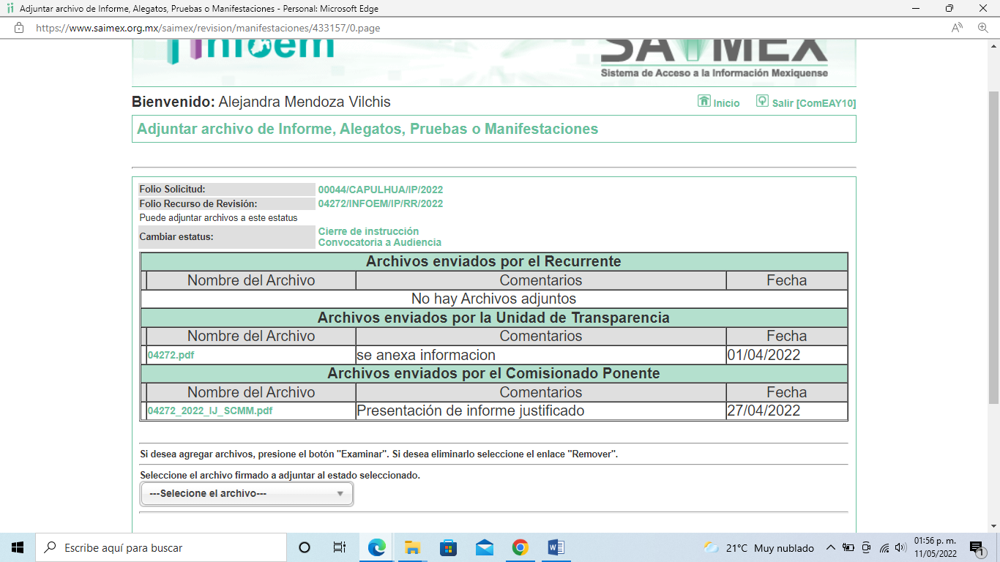 Adjuntar archivo de Informe, Alegatos, Pruebas o Manifestaciones - Personal: Microsoft Edge
https://www.saimex.org.mx/saimex/revision/manifestaciones/433157/0.page
infoem
SAIMEX
Sistema de Acceso a la Información Mexiquense
Bienvenido: Alejandra Mendoza Vilchis
Inicio
Salir [ComEAY10]
Adjuntar archivo de Informe, Alegatos, Pruebas o Manifestaciones
Folio Solicitud: 00044/CAPULHUA/IP/2022
Folio Recurso de Revisión: 04272/INFOEM/IP/RR/2022
Puede adjuntar archivos a este estatus
Cambiar estatus:
Cierre de instrucción
Convocatoria a Audiencia
Archivos enviados por el Recurrente
Nombre del Archivo Comentarios Fecha
No hay Archivos adjuntos
Archivos enviados por la Unidad de Transparencia
Nombre del Archivo Comentarios Fecha
04272.pdf se anexa informacion 01/04/2022
Archivos enviados por el Comisionado Ponente
Nombre del Archivo Comentarios Fecha
04272_2022_IJ_SCMM.pdf Presentación de informe justificado 27/04/2022
Si desea agregar archivos, presione el botón "Examinar". Si desea eliminarlo seleccione el enlace "Remover".
Seleccione el archivo firmado a adjuntar al estado seleccionado.
---Selecione el archivo---
Escribe aquí para buscar
21°C Muy nublado
01:56 p. m.
11/05/2022
1